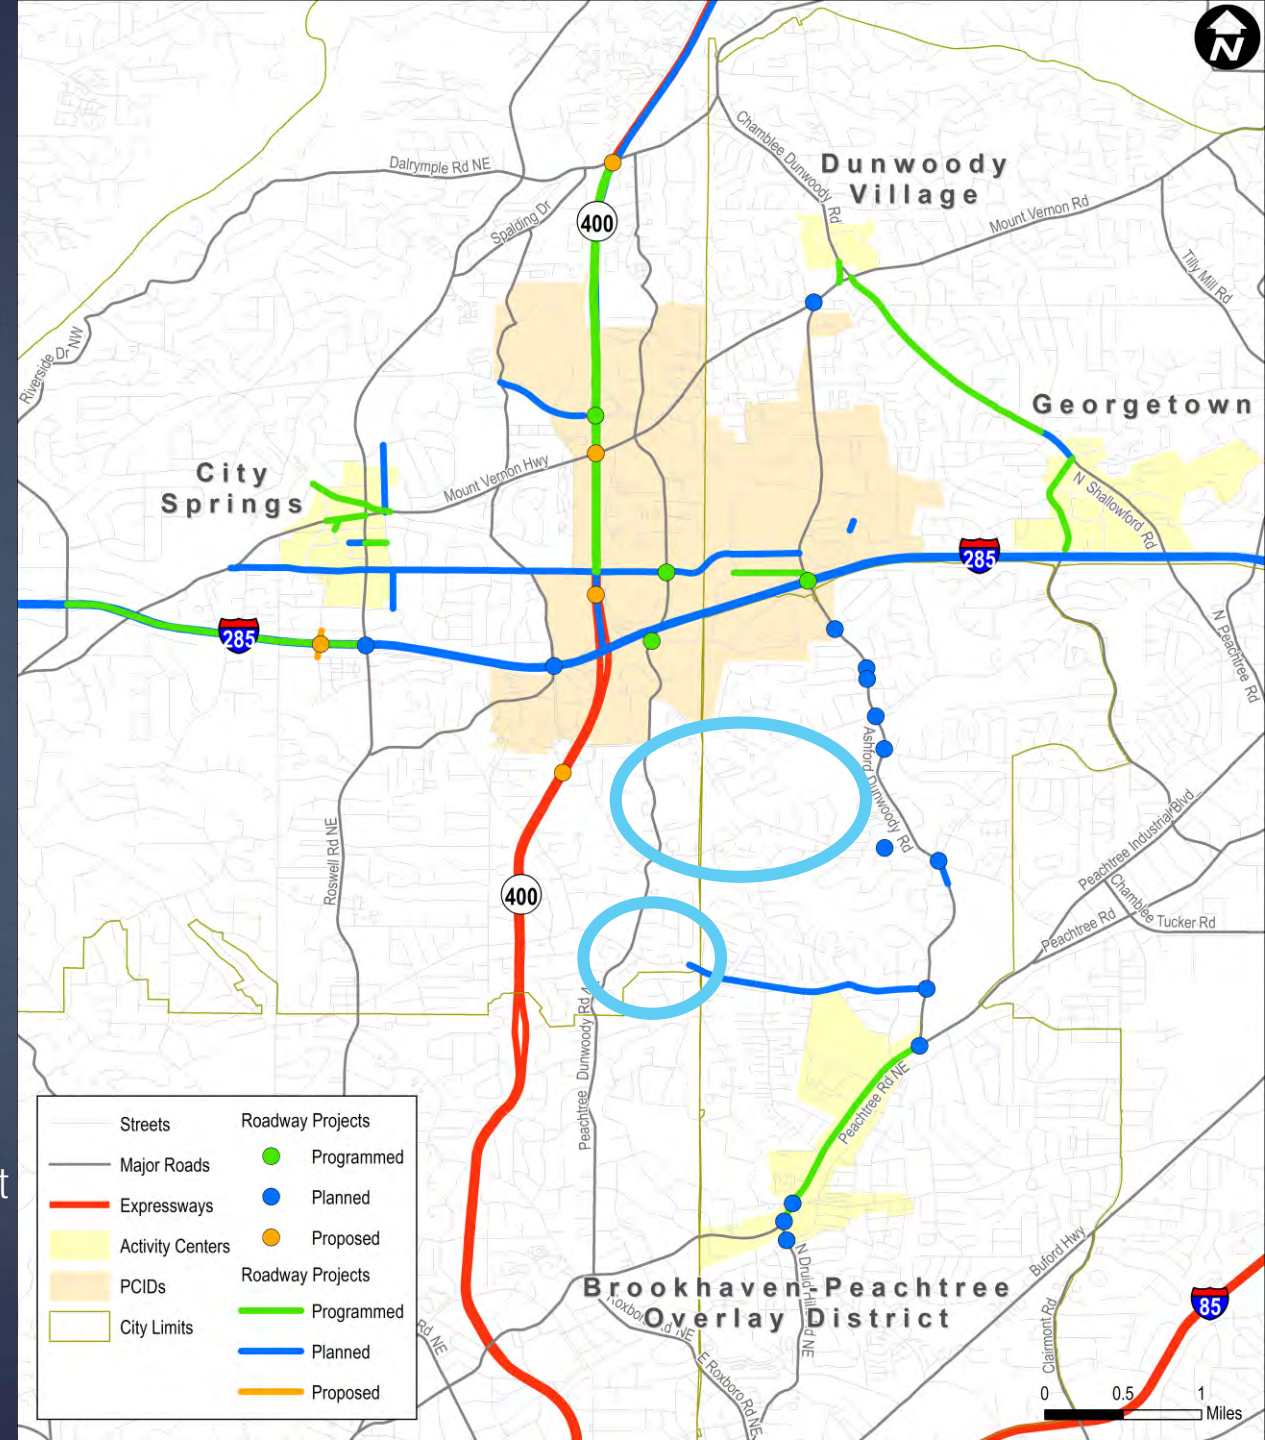 N
Dunwoody
Village
Chamblee Dunwoody Rd
Dalrymple Rd NE
Mount Vernon Rd
Spalding Dr
400
Tilly Mill Rd
Riverside Dr NW
Georgetown
City
Springs
Mount Vernon Hwy
N Shallowford Rd
285
285
N Peachtree Rd
Ashford Dunwoody Rd
Roswell Rd NE
Peachtree Industrial Blvd
400
Chamblee Tucker Rd
Peachtree Rd
Peachtree Dunwoody Rd
Peachtree Rd NE
Buford Hwy
Brookhaven-Peachtree
Overlay District
N Druid
NE
Rd NE
E Roxboro Rd NE
Clairmont Rd
85
t
Streets
Major Roads
Expressways
Activity Centers
PCIDs
City Limits
Roadway Projects
Programmed
Planned
Proposed
Roadway Projects
Programmed
Planned
Proposed
0 0.5 1
Miles